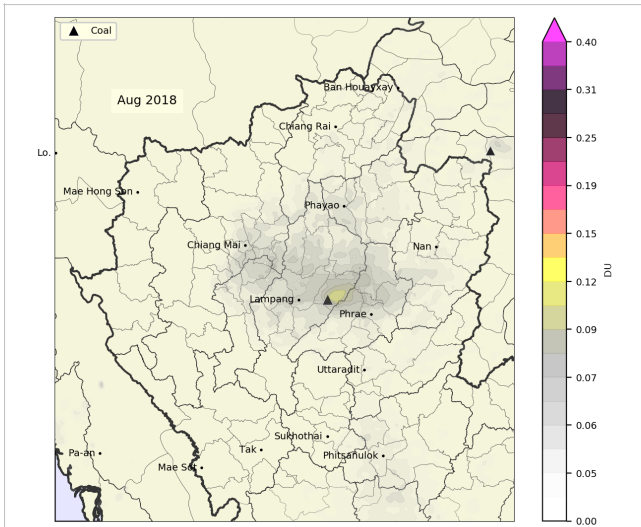 Coal
0.40
Aug 2018
Ban Houayxay
0.31
Chiang Rai
Lo.
0.25
Mae Hong Son
0.19
Phayao
Chiang Mai
Nan
0.15
DU
Lampang
0.12
Phrae
0.09
Uttaradit
0.07
Sukhothai
0.06
Pa-an
Tak
Phitsanulok
Mae Sot
0.05
0.00